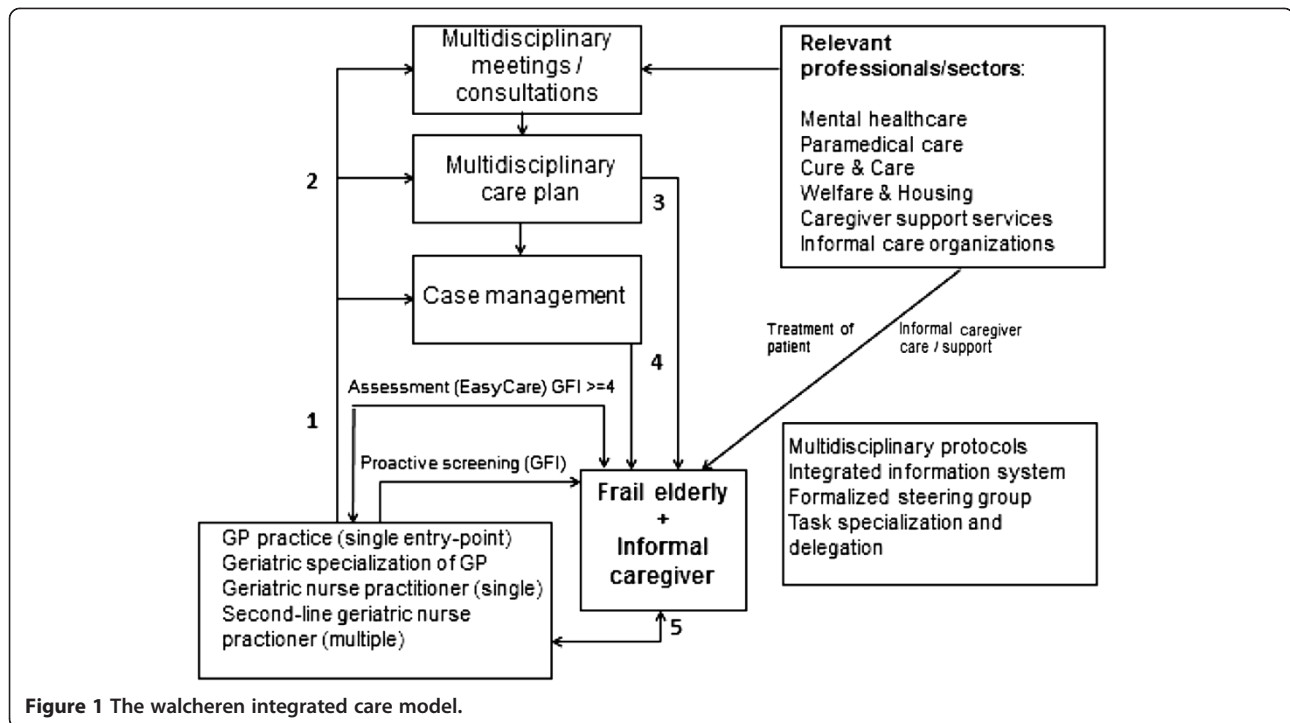 Multidisciplinary
meetings /
consultations
Relevant
professionals/sectors:
Mental healthcare
Paramedical care
Cure & Care
Welfare & Housing
Caregiver support services
Informal care organizations
2
Multidisciplinary
care plan
3
Case management
Treatment of
patient
Informal caregiver
care / support
4
Assessment (EasyCare) GFI >=4
1
Proactive screening (GFI)
Frail elderly
+
Informal
caregiver
Multidisciplinary protocols
Integrated information system
Formalized steering group
Task specialization and
delegation
GP practice (single entry-point)
Geriatric specialization of GP
Geriatric nurse practitioner (single)
Second-line geriatric nurse
practioner (multiple)
5
Figure 1 The walcheren integrated care model.